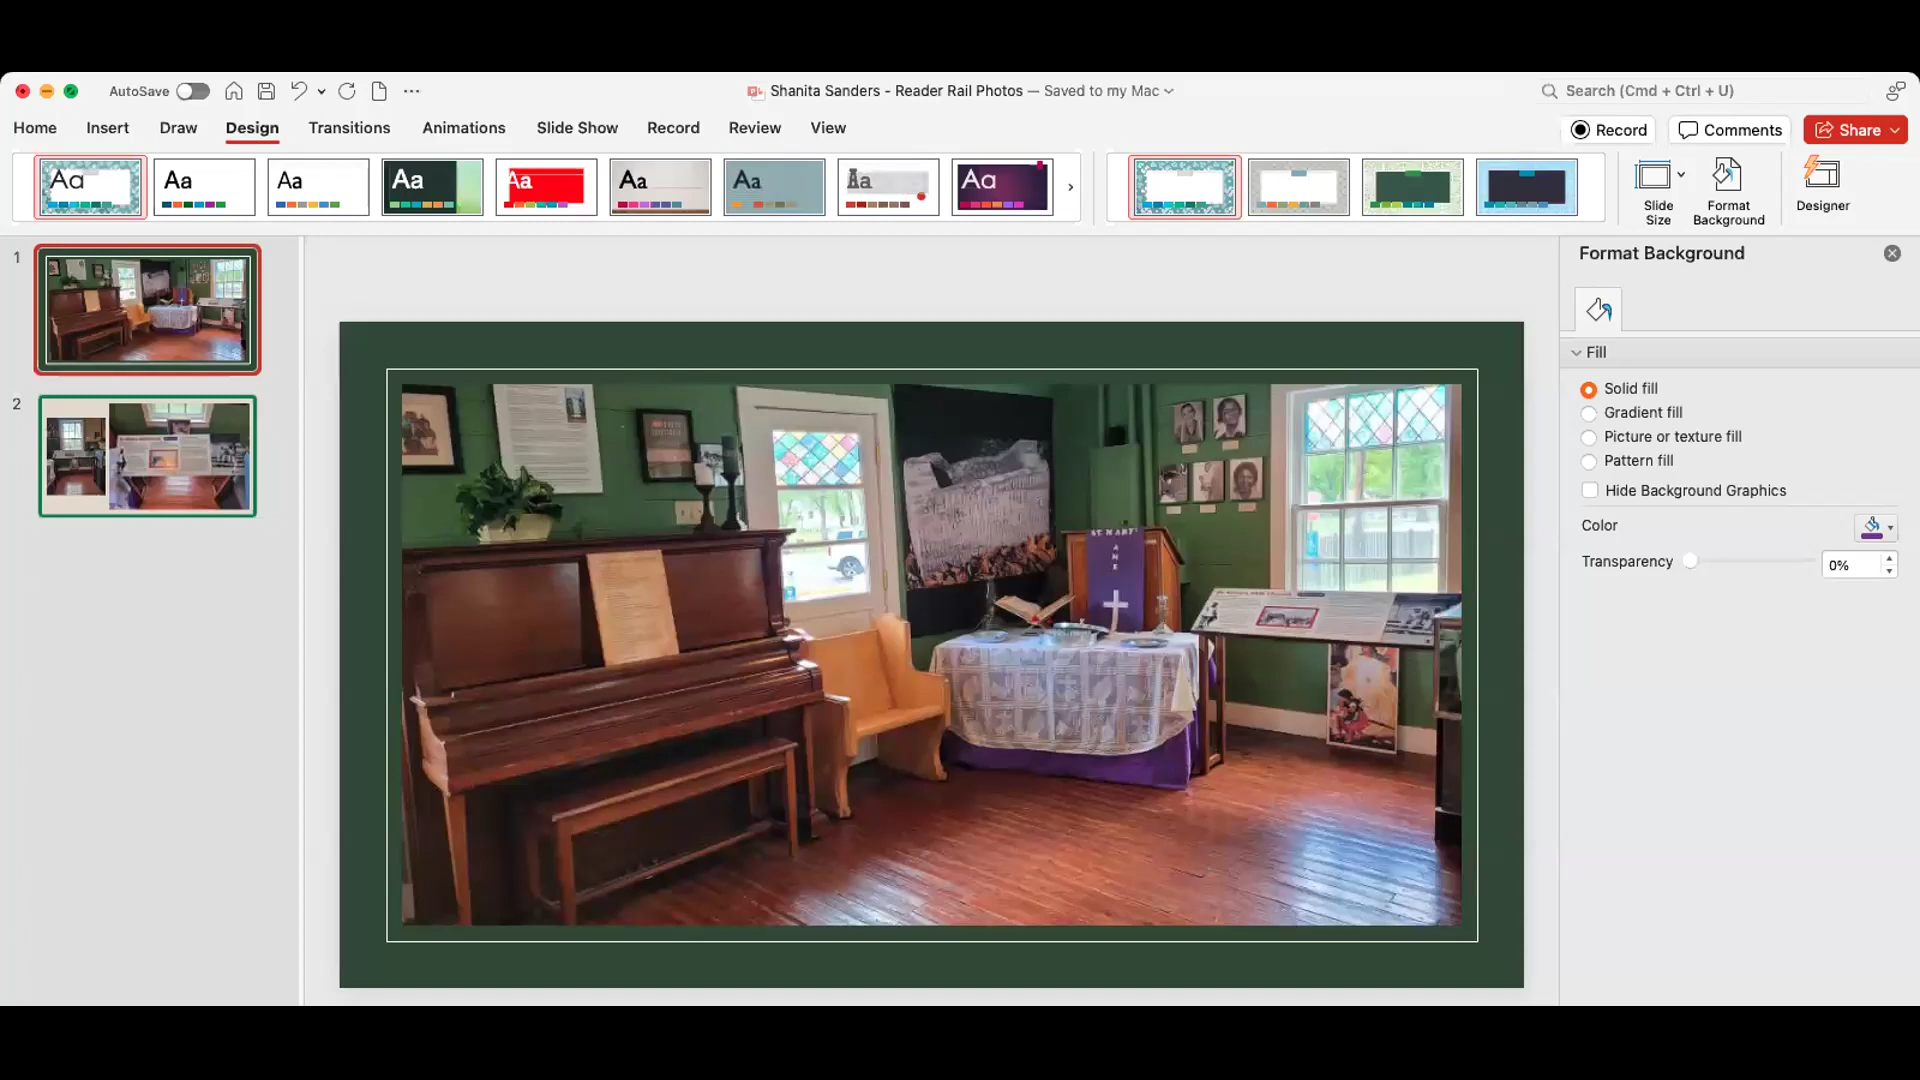 AutoSave
Shanita Sanders - Reader Rail Photos — Saved to my Mac
Search (Cmd + Ctrl + U)
Home Insert Draw Design Transitions Animations Slide Show Record Review View
Record Comments Share
Aa Aa Aa Aa Aa Aa Aa Aa Aa
Slide Size
Format Background
Designer
1
2
ST MARY
A
M
E
Format Background
Fill
Solid fill
Gradient fill
Picture or texture fill
Pattern fill
Hide Background Graphics
Color
Transparency 0%